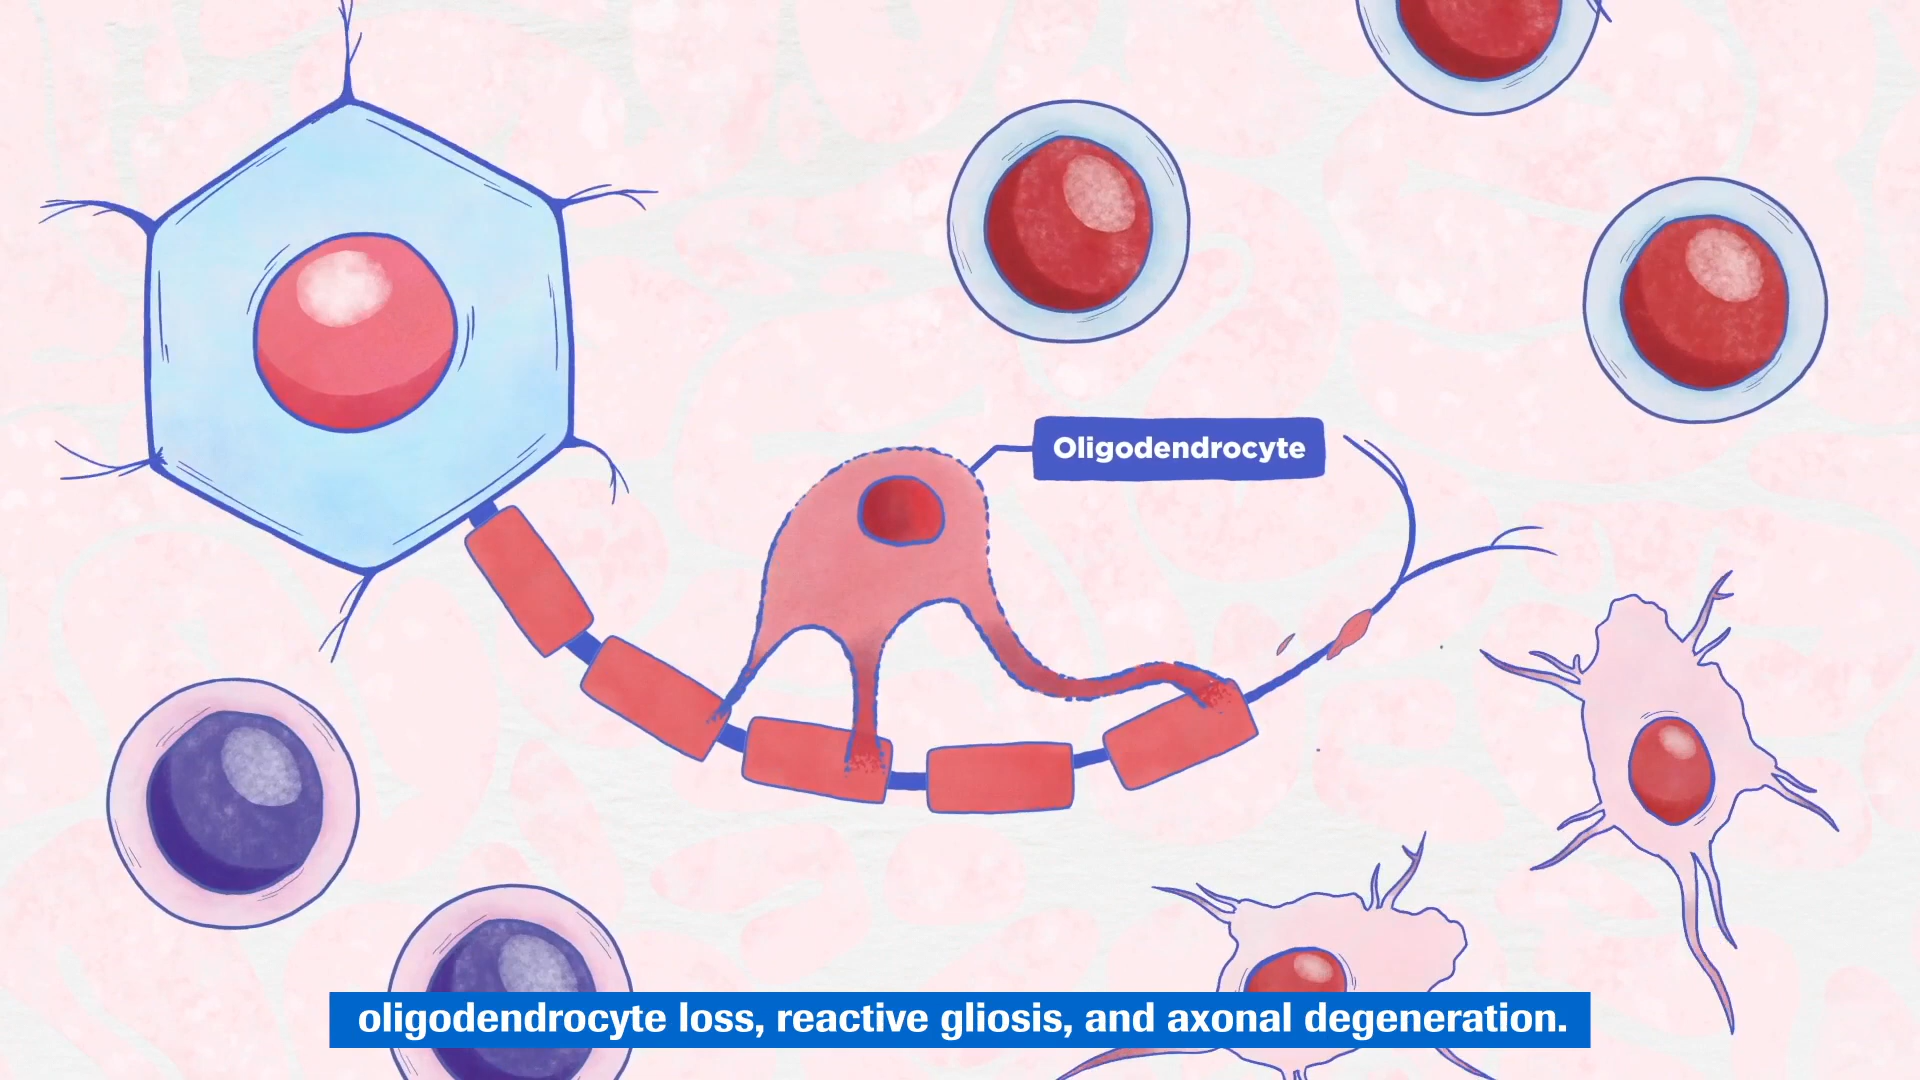 Oligodendrocyte
oligodendrocyte loss, reactive gliosis, and axonal degeneration.